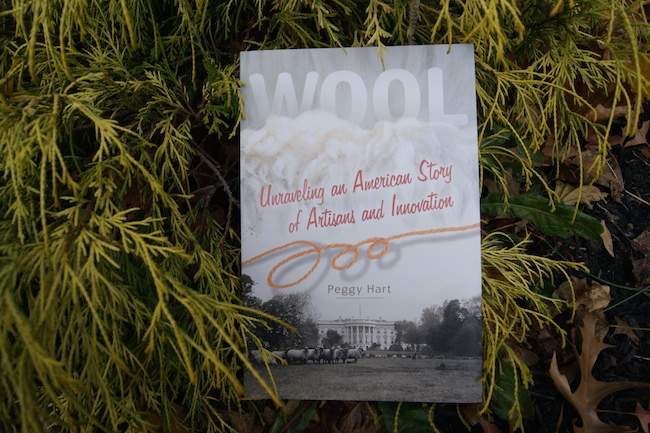 WOOL
Unraveling an American Story
of Artisans and Innovation
Peggy Hart